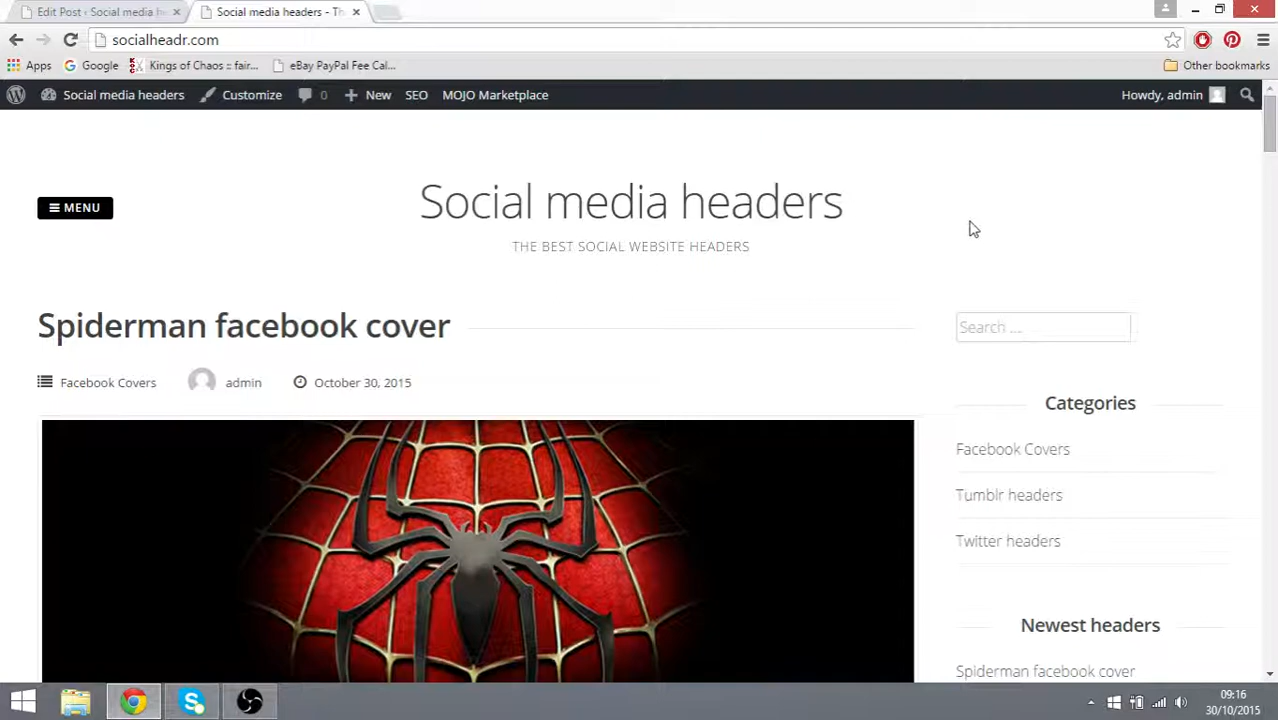 Edit Post ‹ Social media h
Social media headers - Th
socialheadr.com
Apps
Google
Kings of Chaos :: fair...
eBay PayPal Fee Cal...
Other bookmarks
Social media headers
Customize
0
New
SEO
MOJO Marketplace
Howdy, admin
MENU
Social media headers
THE BEST SOCIAL WEBSITE HEADERS
Spiderman facebook cover
Search ...
Facebook Covers
admin
October 30, 2015
Categories
Facebook Covers
Tumblr headers
Twitter headers
Newest headers
Spiderman facebook cover
09:16
30/10/2015